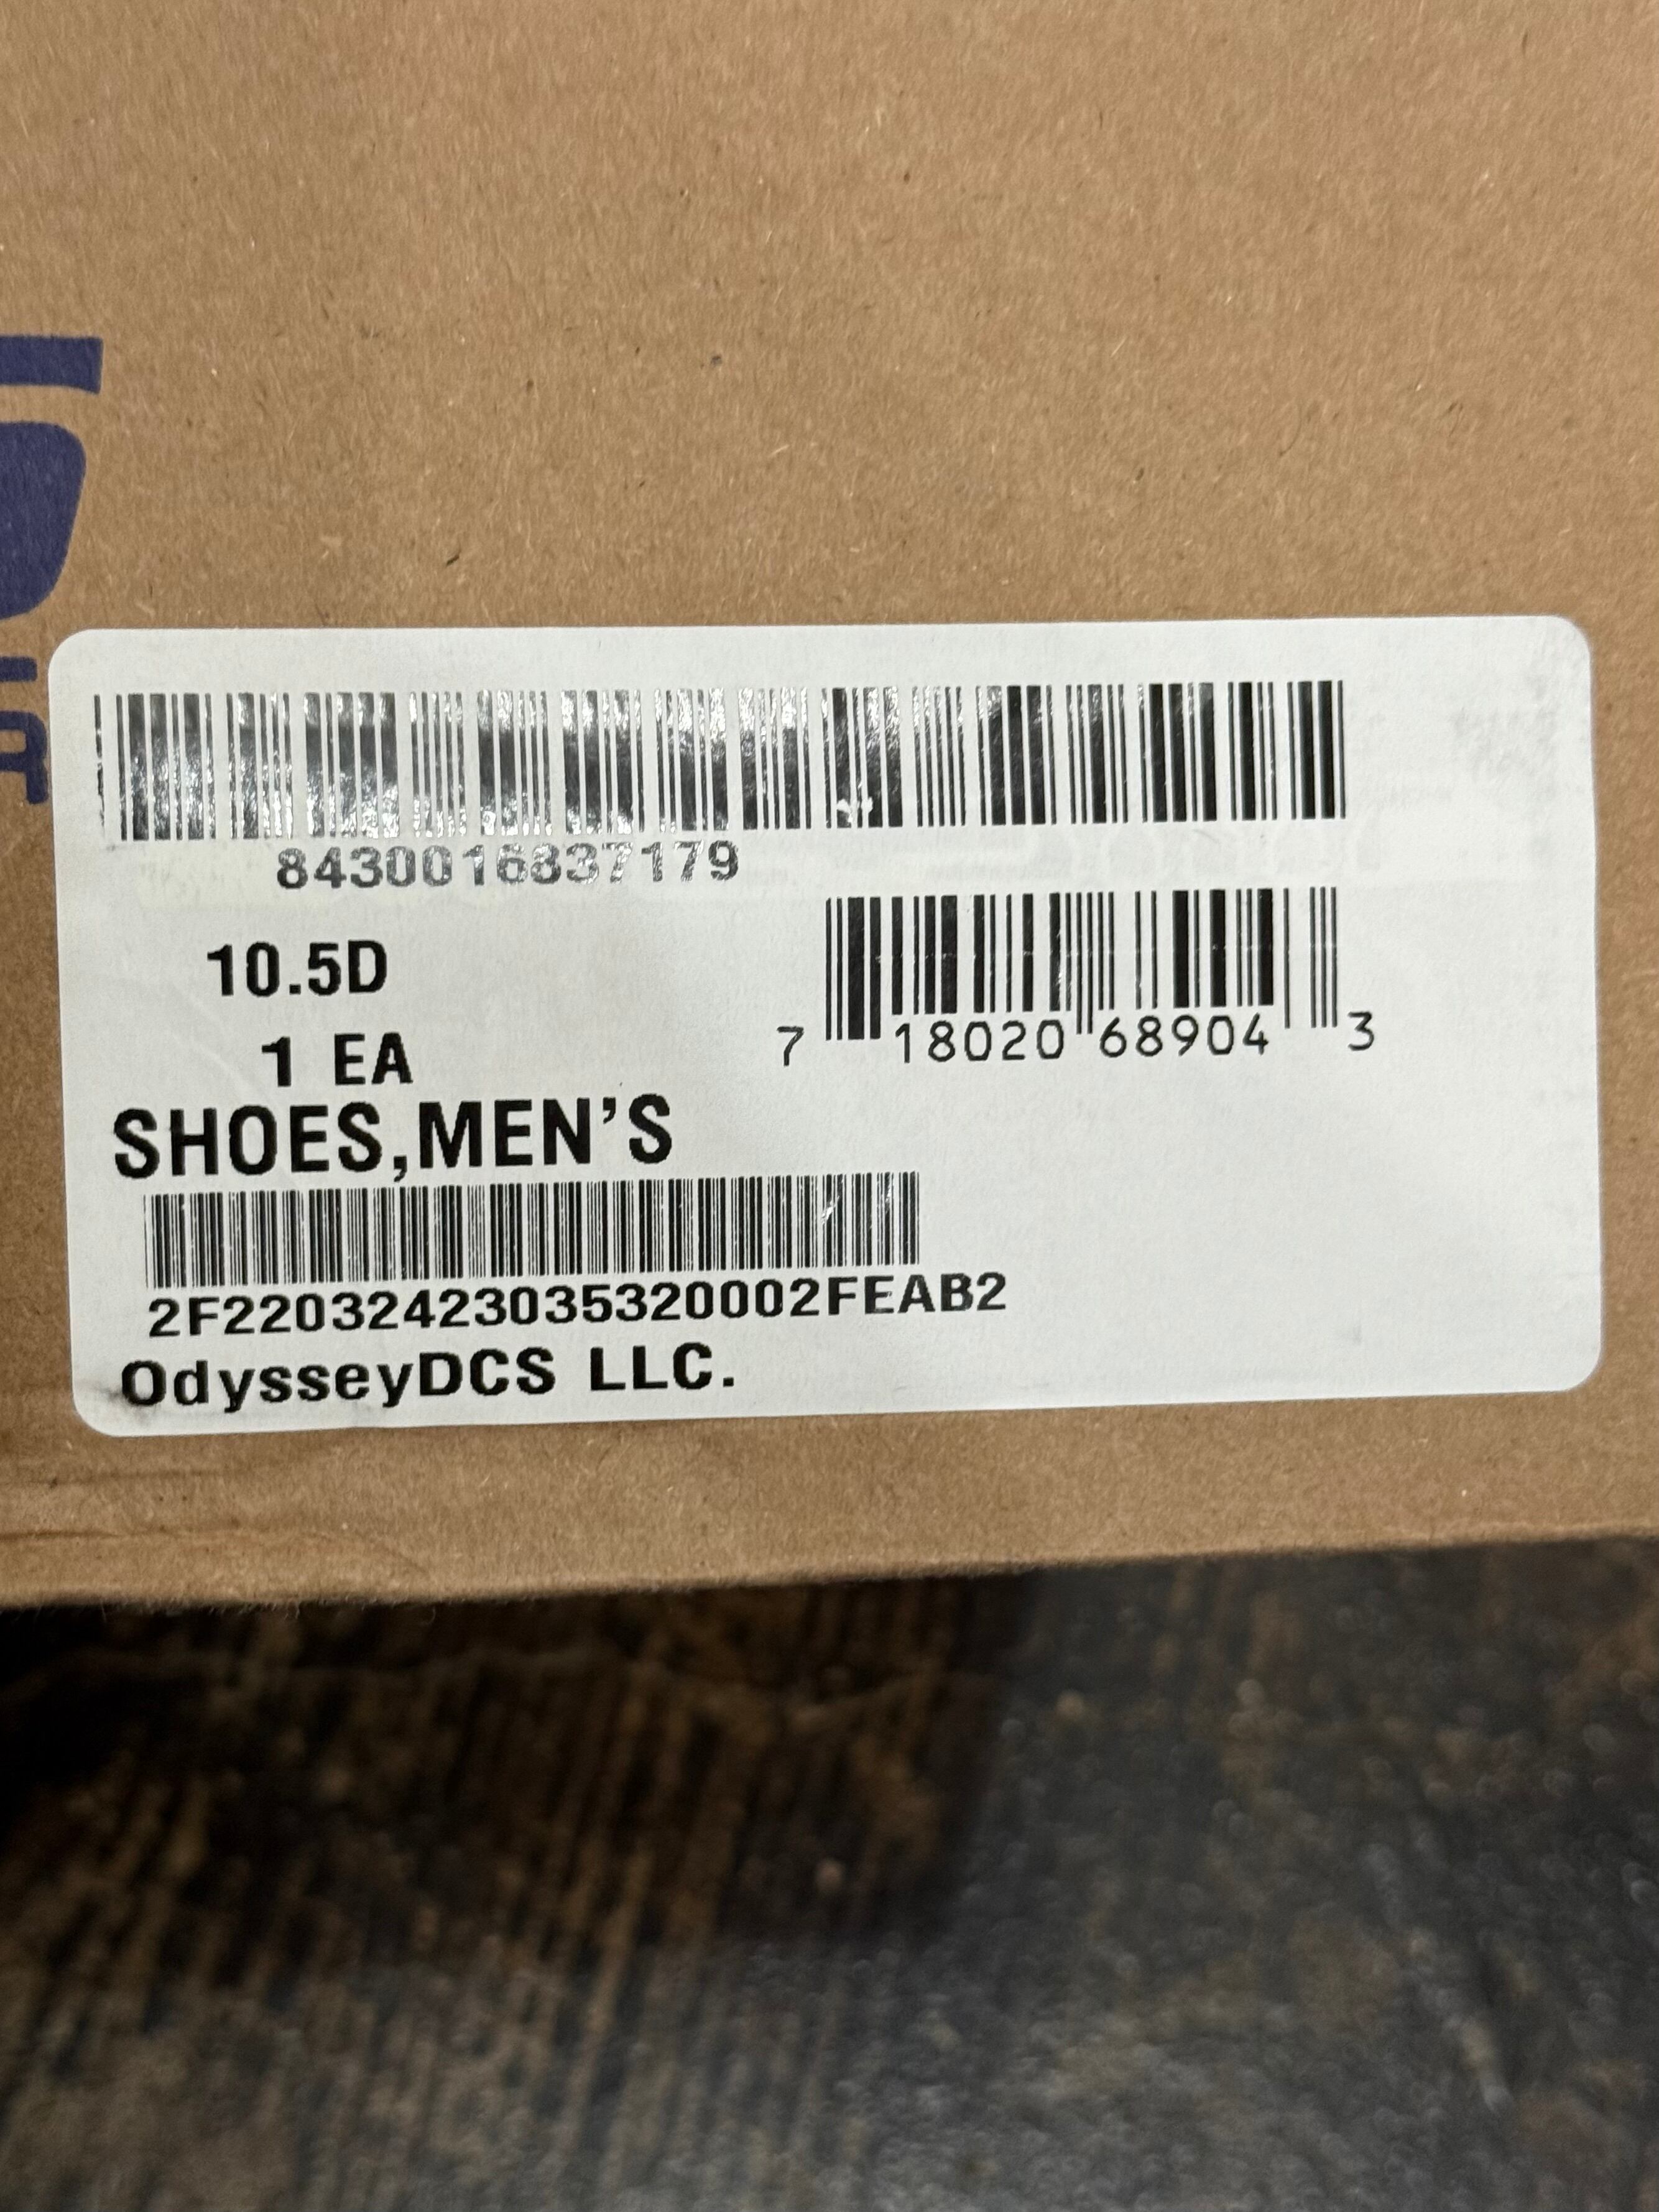 8430016837179
10.5D
1 EA
7 18020 68904 3
SHOES,MEN'S
2F22032423035320002FEAB2
OdysseyDCS LLC.